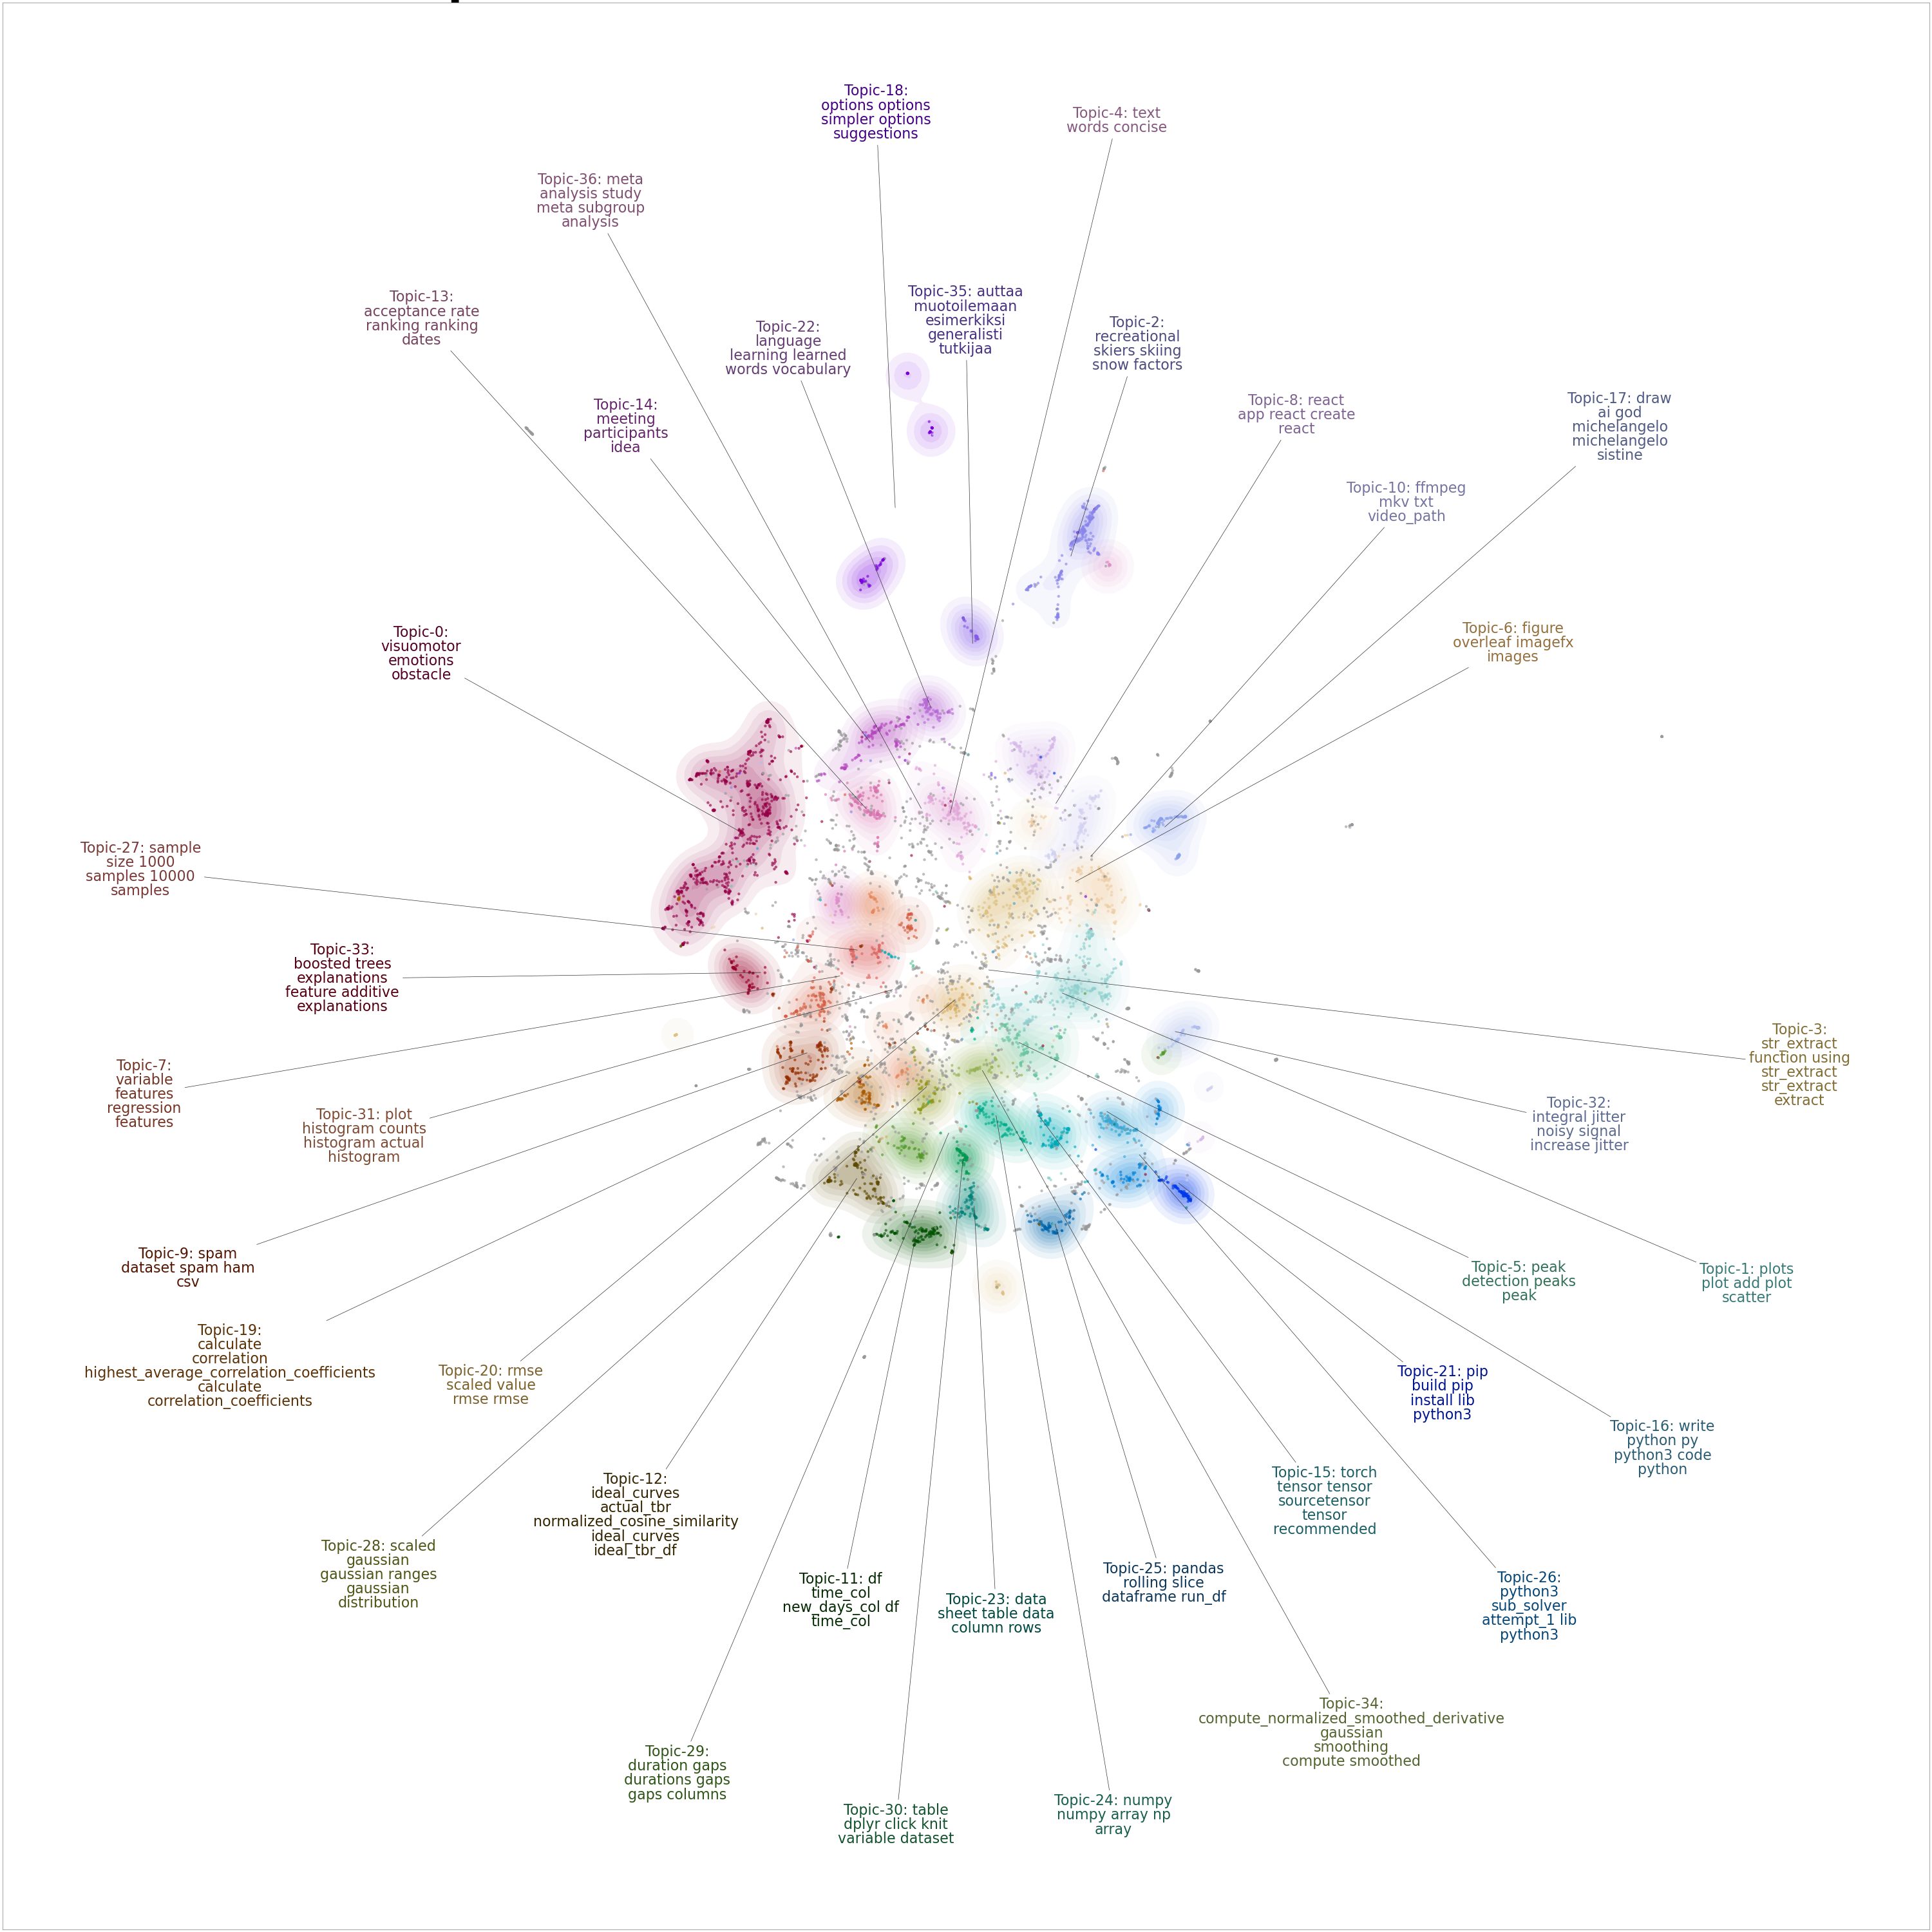 Topic-18:
options options
simpler options
suggestions
Topic-4: text
words concise
Topic-36: meta
analysis study
meta subgroup
analysis
Topic-13:
acceptance rate
ranking ranking
dates
Topic-22:
language
learning learned
words vocabulary
Topic-35: auttaa
muotoilemaan
esimerkiksi
generalisti
tutkijaa
Topic-2:
recreational
skiers skiing
snow factors
Topic-14:
meeting
participants
idea
Topic-8: react
app react create
react
Topic-17: draw
ai god
michelangelo
michelangelo
sistine
Topic-10: ffmpeg
mkv txt
video_path
Topic-0:
visuomotor
emotions
obstacle
Topic-6: figure
overleaf imagefx
images
Topic-27: sample
size 1000
samples 10000
samples
Topic-33:
boosted trees
explanations
feature additive
explanations
Topic-3:
str_extract
function using
str_extract
str_extract
extract
Topic-7:
variable
features
regression
features
Topic-31: plot
histogram counts
histogram actual
histogram
Topic-32:
integral jitter
noisy signal
increase jitter
Topic-9: spam
dataset spam ham
csv
Topic-5: peak
detection peaks
peak
Topic-1: plots
plot add plot
scatter
Topic-19:
calculate
correlation
highest_average_correlation_coefficients
calculate
correlation_coefficients
Topic-20: rmse
scaled value
rmse rmse
Topic-21: pip
build pip
install lib
python3
Topic-16: write
python py
python3 code
python
Topic-12:
ideal_curves
actual_tbr
normalized_cosine_similarity
ideal_curves
ideal_tbr_df
Topic-15: torch
tensor tensor
sourcetensor
tensor
recommended
Topic-28: scaled
gaussian
gaussian ranges
gaussian
distribution
Topic-11: df
time_col
new_days_col df
time_col
Topic-23: data
sheet table data
column rows
Topic-25: pandas
rolling slice
dataframe run_df
Topic-26:
python3
sub_solver
attempt_1 lib
python3
Topic-34:
compute_normalized_smoothed_derivative
gaussian
smoothing
compute smoothed
Topic-29:
duration gaps
durations gaps
gaps columns
Topic-30: table
dplyr click knit
variable dataset
Topic-24: numpy
numpy array np
array